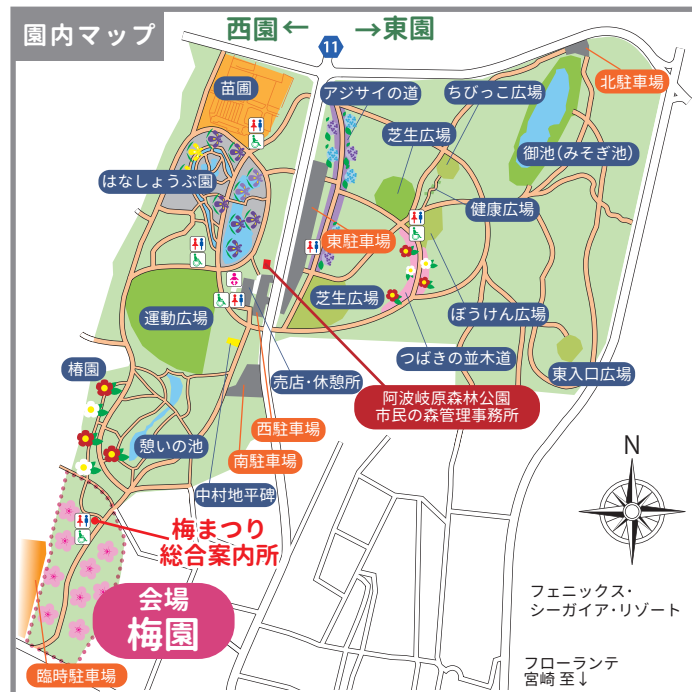 園内マップ
西園← →東園
11
苗圃
アジサイの道
ちびっこ広場
北駐車場
芝生広場
御池(みそぎ池)
はなしょうぶ園
健康広場
東駐車場
芝生広場
ぼうけん広場
運動広場
つばきの並木道
東入口広場
椿園
売店・休憩所
阿波岐原森林公園
市民の森管理事務所
西駐車場
憩いの池
南駐車場
中村地平碑
N
梅まつり
総合案内所
会場
梅園
臨時駐車場
フェニックス・
シーガイア・リゾート
フローランテ
宮崎 至↓